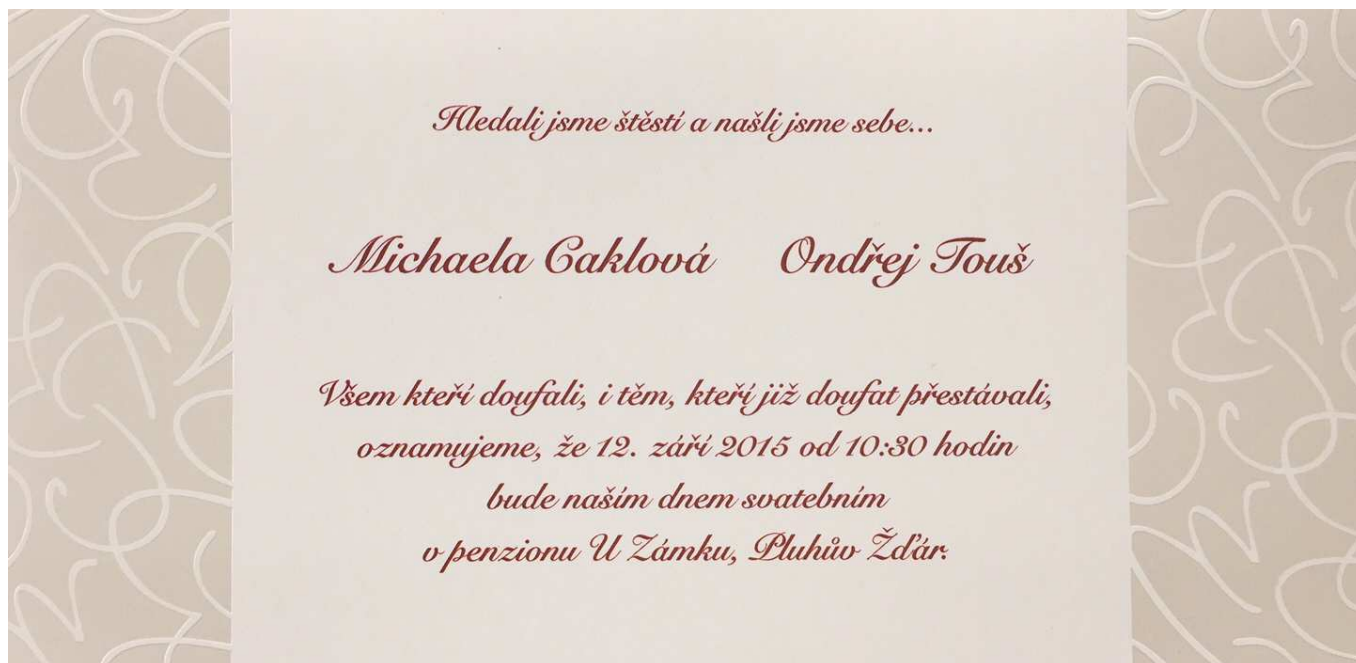 Hledali jsme štěstí a našli jsme sebe...
Michaela Caklová Ondřej Touš
Všem kteří doufali, i těm, kteří již doufat přestávali,
oznamujeme, že 12. září 2015 od 10:30 hodin
bude naším dnem svatebním
v penzionu U Zámku, Pluhův Žďár.